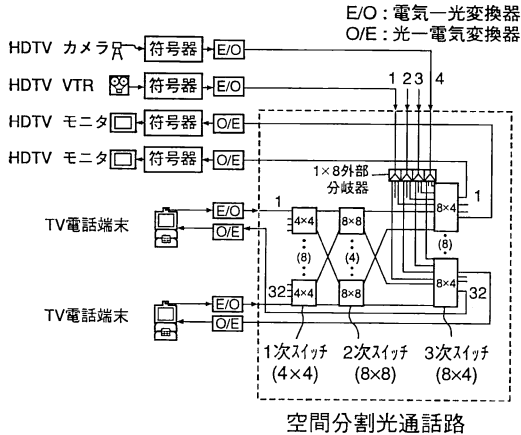 E/O：電気ー光変換器
O/E：光ー電気変換器
HDTV カメラ 符号器 E/O
HDTV VTR 符号器 E/O
1 2 3 4
HDTV モニタ 符号器 O/E
HDTV モニタ 符号器 O/E
1×8外部
分岐器
TV電話端末 E/O
O/E
1 4×4 8×8 8×4 1
(8) (4) (8)
32 4×4 8×8 8×4 32
TV電話端末 E/O
O/E
1次スイッチ 2次スイッチ 3次スイッチ
(4×4) (8×8) (8×4)
空間分割光通話路